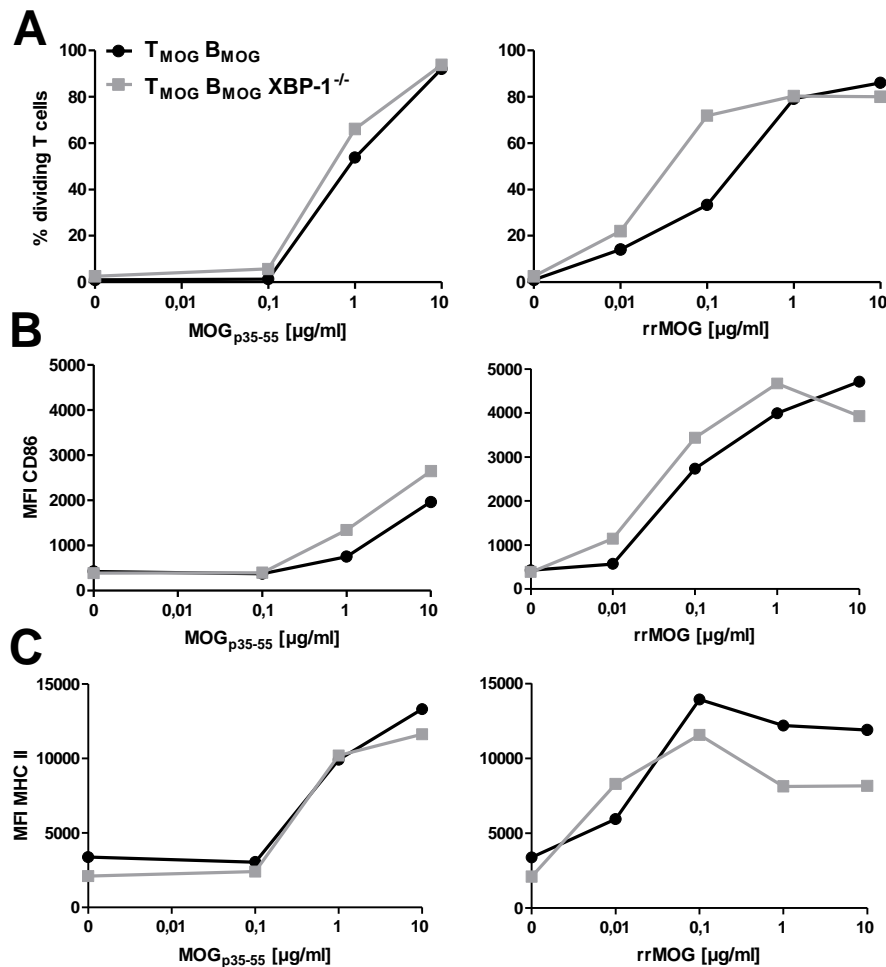 A
T_MOG B_MOG
T_MOG B_MOG XBP-1^-/-
% dividing T cells
100
80
60
40
20
0
0 0,01 0,1 1 10
MOG_p35-55 [µg/ml]
100
80
60
40
20
0
0 0,01 0,1 1 10
rrMOG [µg/ml]
B
MFI CD86
5000
4000
3000
2000
1000
0
0 0,01 0,1 1 10
MOG_p35-55 [µg/ml]
5000
4000
3000
2000
1000
0
0 0,01 0,1 1 10
rrMOG [µg/ml]
C
MFI MHC II
15000
10000
5000
0
0 0,01 0,1 1 10
MOG_p35-55 [µg/ml]
15000
10000
5000
0
0 0,01 0,1 1 10
rrMOG [µg/ml]